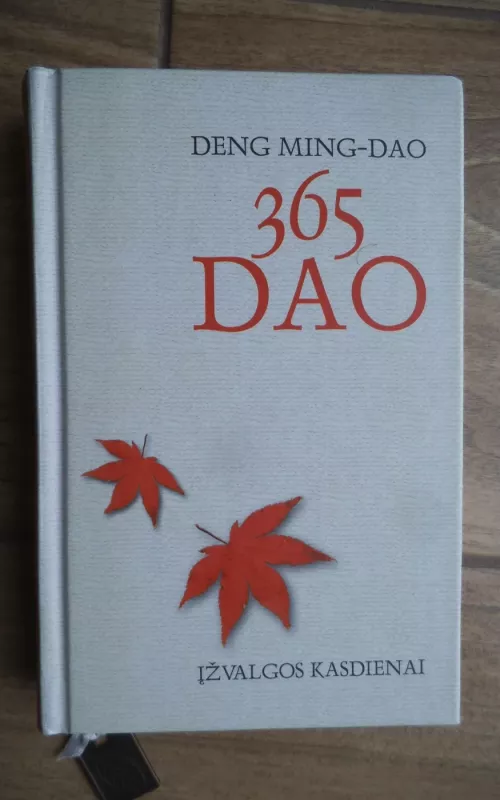 DENG MING-DAO
365
DAO
ĮŽVALGOS KASDIENAI